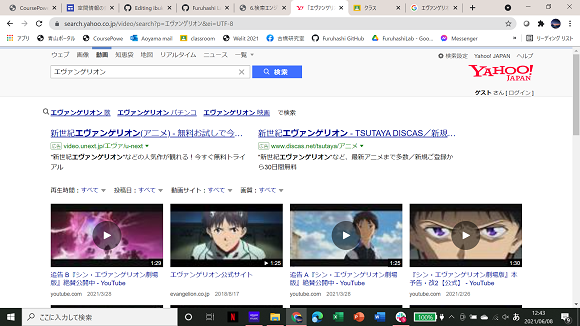 CoursePowe
空間情報の
Editing ibu
Furuhashi
6.検索エンジ
「エヴァンゲ
クラス
エヴァンゲリ
search.yahoo.co.jp/video/search?p=エヴァンゲリオン&ei=UTF-8
青山ポータル
CoursePowe
Aoyama mail
classroom
Welit 2021
古橋研究室
Furuhashi GitHub
FuruhashiLab - Goo...
Messenger
»
リーディング リスト
ウェブ 画像 動画 知恵袋 地図 リアルタイム ニュース 一覧
検索設定 Yahoo! JAPAN ヘルプ
エヴァンゲリオン
検索
YAHOO!
JAPAN
ゲスト さん [ ログイン ]
エヴァンゲリオン 歌 エヴァンゲリオン パチンコ エヴァンゲリオン 映画 で検索
新世紀エヴァンゲリオン(アニメ) - 無料お試しで今...
広告 video.unext.jp/エヴァ/u-next
"新世紀エヴァンゲリオン"などの人気作が観れる！今すぐ無料トライ
アル
新世紀エヴァンゲリオン - TSUTAYA DISCAS／新規...
広告 www.discas.net/tsutaya/アニメ
"新世紀エヴァンゲリオン"など、最新アニメまで多数／新規ご登録か
ら30日間無料
再生時間：すべて 投稿日：すべて 動画サイト：すべて 画質：すべて
1:29
追告 B『シン・エヴァンゲリオン劇場
版』絶賛公開中 - YouTube
youtube.com 2021/3/28
1:25
エヴァンゲリオン公式サイト
evangelion.co.jp 2018/8/17
1:25
追告 A『シン・エヴァンゲリオン劇場
版』絶賛公開中 - YouTube
youtube.com 2021/3/28
1:30
『シン・エヴァンゲリオン劇場版』本
予告・改2【公式】 - YouTube
youtube.com 2021/2/26
ここに入力して検索
100%
12:43
2021/06/08